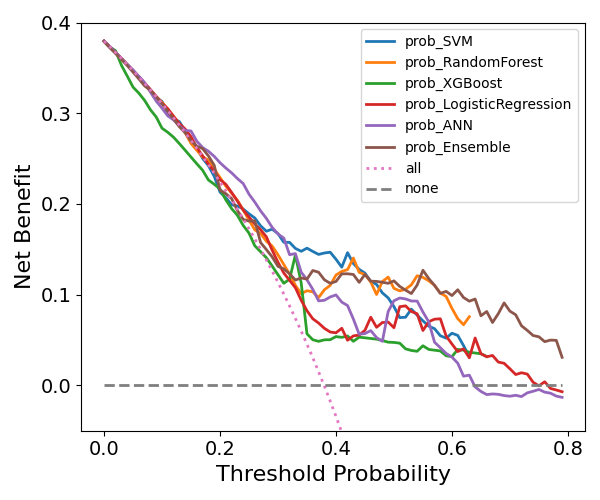 0.4
0.3
0.2
0.1
0.0
Net Benefit
prob_SVM
prob_RandomForest
prob_XGBoost
prob_LogisticRegression
prob_ANN
prob_Ensemble
all
none
0.0 0.2 0.4 0.6 0.8
Threshold Probability